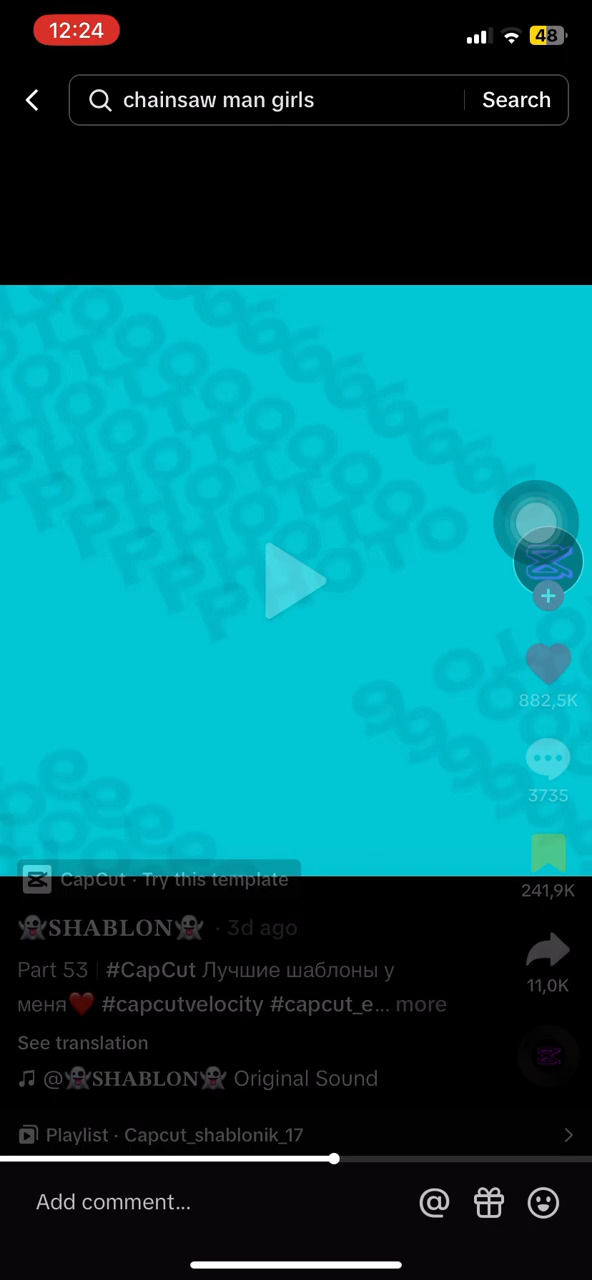 12:24
48
chainsaw man girls
Search
882,5K
3735
CapCut · Try this template
241,9K
👻SHABLON👻 · 3d ago
Part 53 | #CapCut Лучшие шаблоны у
меня❤️ #capcutvelocity #capcut_e... more
11,0K
See translation
@👻SHABLON👻 Original Sound
Playlist · Capcut_shablonik_17
Add comment...